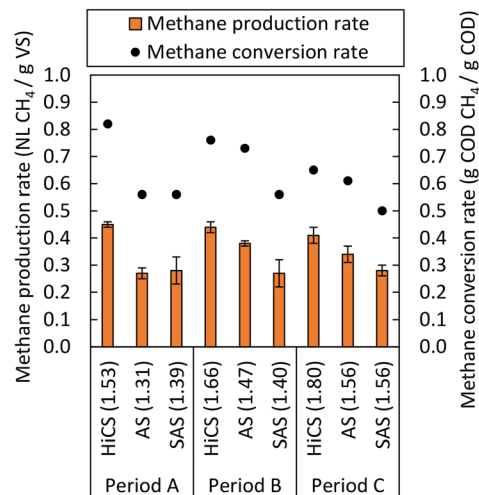 Methane production rate
Methane conversion rate
Methane production rate (NL CH₄ / g VS)
1.0
0.9
0.8
0.7
0.6
0.5
0.4
0.3
0.2
0.1
0.0
1.0
0.9
0.8
0.7
0.6
0.5
0.4
0.3
0.2
0.1
0.0
Methane conversion rate (g COD CH₄ / g COD)
HiCS (1.53)
AS (1.31)
SAS (1.39)
HiCS (1.66)
AS (1.47)
SAS (1.40)
HiCS (1.80)
AS (1.56)
SAS (1.56)
Period A
Period B
Period C